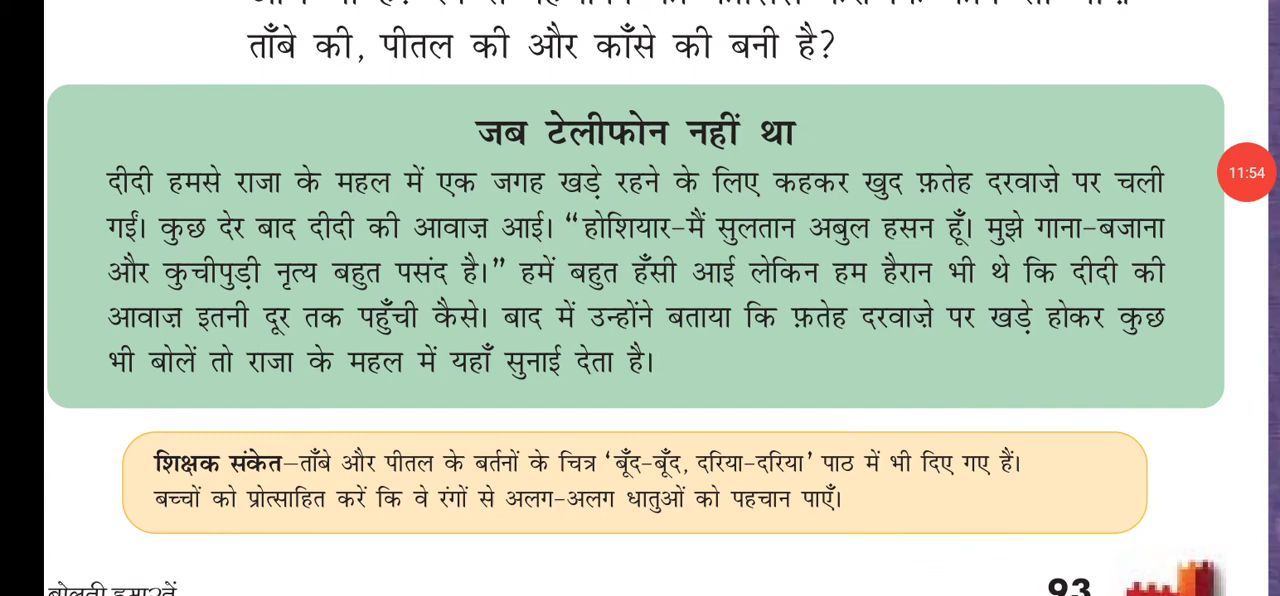 ताँबे की, पीतल की और काँसे की बनी है?
जब टेलीफोन नहीं था
दीदी हमसे राजा के महल में एक जगह खड़े रहने के लिए कहकर खुद फ़तेह दरवाज़े पर चली
गईं। कुछ देर बाद दीदी की आवाज़ आई। “होशियार–मैं सुलतान अबुल हसन हूँ। मुझे गाना-बजाना
और कुचीपुड़ी नृत्य बहुत पसंद है।” हमें बहुत हँसी आई लेकिन हम हैरान भी थे कि दीदी की
आवाज़ इतनी दूर तक पहुँची कैसे। बाद में उन्होंने बताया कि फ़तेह दरवाज़े पर खड़े होकर कुछ
भी बोलें तो राजा के महल में यहाँ सुनाई देता है।
11:54
शिक्षक संकेत–ताँबे और पीतल के बर्तनों के चित्र ‘बूँद-बूँद, दरिया-दरिया’ पाठ में भी दिए गए हैं।
बच्चों को प्रोत्साहित करें कि वे रंगों से अलग-अलग धातुओं को पहचान पाएँ।
93